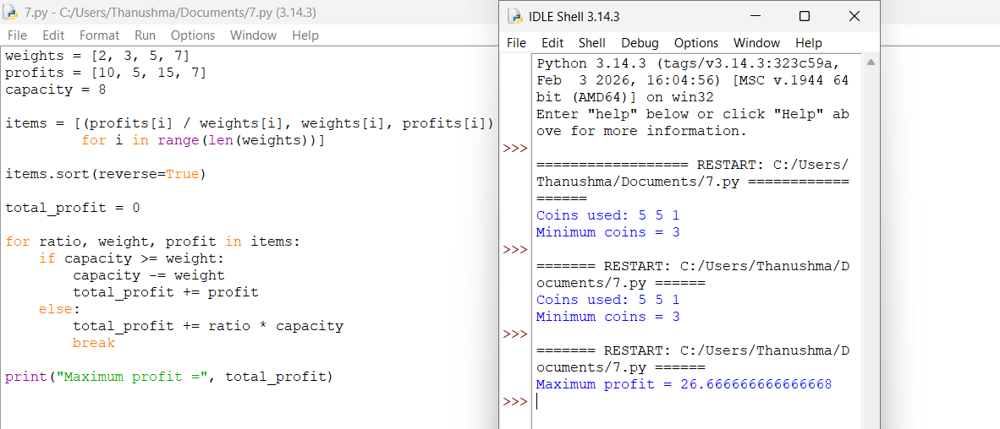 7.py - C:/Users/Thanushma/Documents/7.py (3.14.3)
File Edit Format Run Options Window Help
weights = [2, 3, 5, 7]
profits = [10, 5, 15, 7]
capacity = 8

items = [(profits[i] / weights[i], weights[i], profits[i])
         for i in range(len(weights))]

items.sort(reverse=True)

total_profit = 0

for ratio, weight, profit in items:
    if capacity >= weight:
        capacity -= weight
        total_profit += profit
    else:
        total_profit += ratio * capacity
        break

print("Maximum profit =", total_profit)
IDLE Shell 3.14.3
File Edit Shell Debug Options Window Help
Python 3.14.3 (tags/v3.14.3:323c59a,
Feb  3 2026, 16:04:56) [MSC v.1944 64
bit (AMD64)] on win32
Enter "help" below or click "Help" ab
ove for more information.
>>>
================== RESTART: C:/Users/
Thanushma/Documents/7.py ============
======
Coins used: 5 5 1
Minimum coins = 3
>>>
======= RESTART: C:/Users/Thanushma/D
ocuments/7.py ======
Coins used: 5 5 1
Minimum coins = 3
>>>
======= RESTART: C:/Users/Thanushma/D
ocuments/7.py ======
Maximum profit = 26.666666666666668
>>>